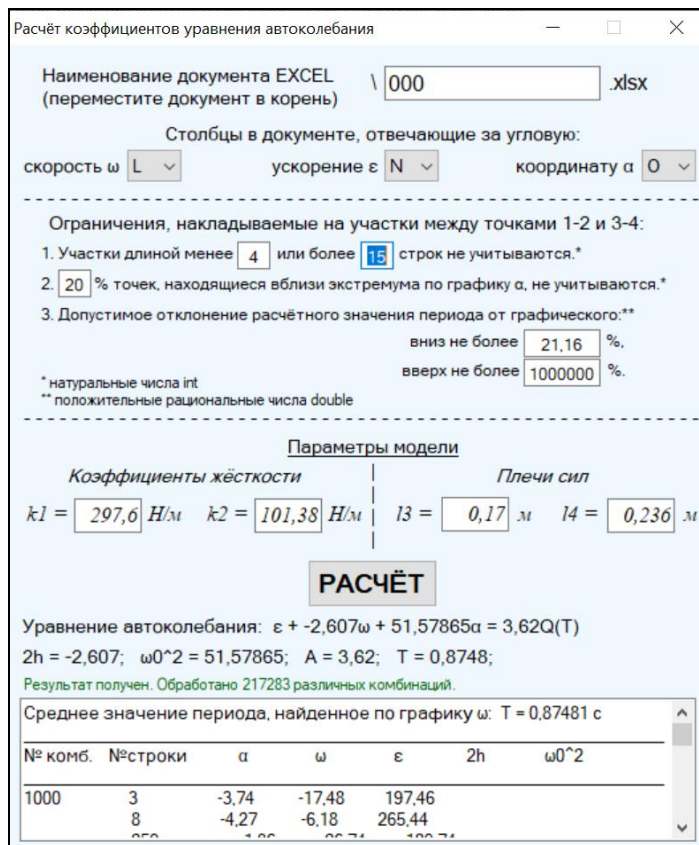 Расчёт коэффициентов уравнения автоколебания
Наименование документа EXCEL
(переместите документ в корень)
\ 000 .xlsx
Столбцы в документе, отвечающие за угловую:
скорость ω L ускорение ε N координату α O
Ограничения, накладываемые на участки между точками 1-2 и 3-4:
1. Участки длиной менее 4 или более 15 строк не учитываются.*
2. 20 % точек, находящиеся вблизи экстремума по графику α, не учитываются.*
3. Допустимое отклонение расчётного значения периода от графического:**
вниз не более 21,16 %,
вверх не более 1000000 %.
* натуральные числа int
** положительные рациональные числа double
Параметры модели
Коэффициенты жёсткости Плечи сил
k1 = 297,6 Н/м k2 = 101,38 Н/м l3 = 0,17 м l4 = 0,236 м
РАСЧЁТ
Уравнение автоколебания: ε + -2,607ω + 51,57865α = 3,62Q(T)
2h = -2,607; ω0^2 = 51,57865; A = 3,62; T = 0,8748;
Результат получен. Обработано 217283 различных комбинаций.
Среднее значение периода, найденное по графику ω: T = 0,87481 с
№ комб. №строки α ω ε 2h ω0^2
1000 3 -3,74 -17,48 197,46
8 -4,27 -6,18 265,44